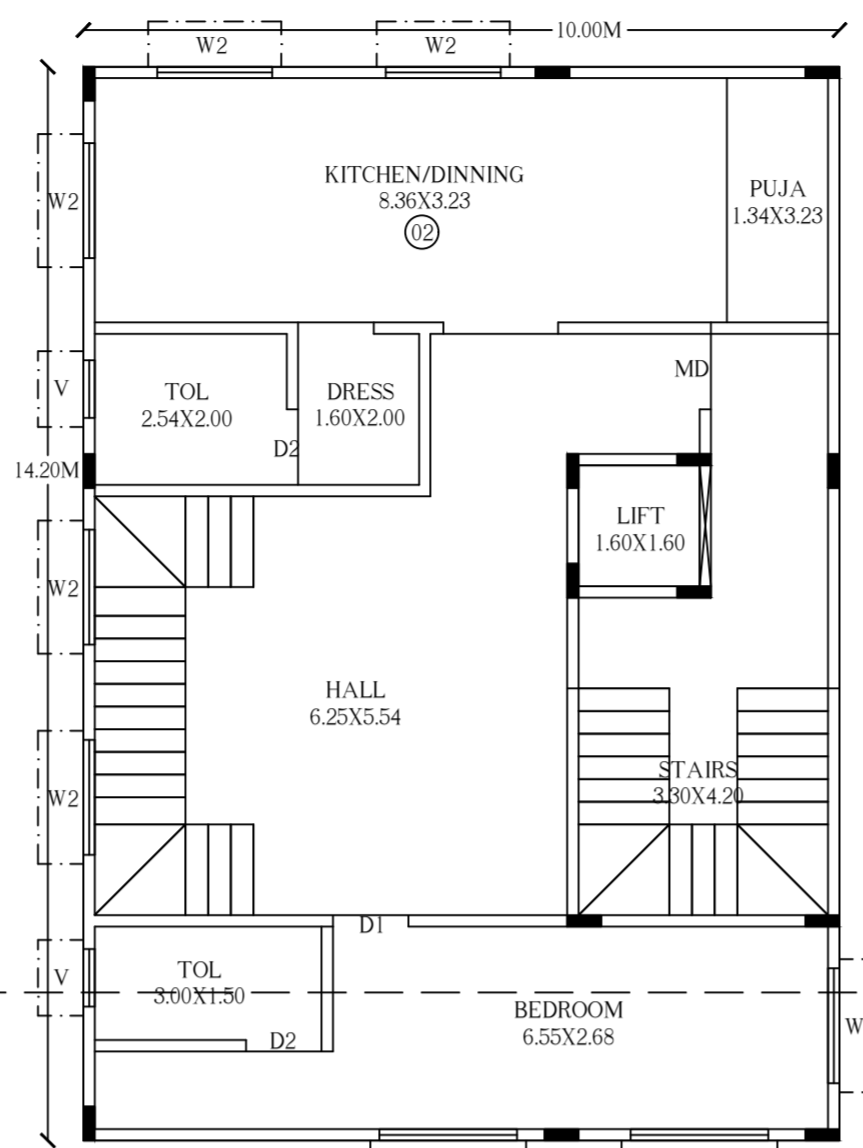 10.00M
W2
W2
KITCHEN/DINNING
8.36X3.23
02
PUJA
1.34X3.23
W2
V
TOL
2.54X2.00
D2
DRESS
1.60X2.00
MD
14.20M
LIFT
1.60X1.60
W2
HALL
6.25X5.54
W2
STAIRS
3.30X4.20
D1
V
TOL
3.00X1.50
D2
BEDROOM
6.55X2.68
W